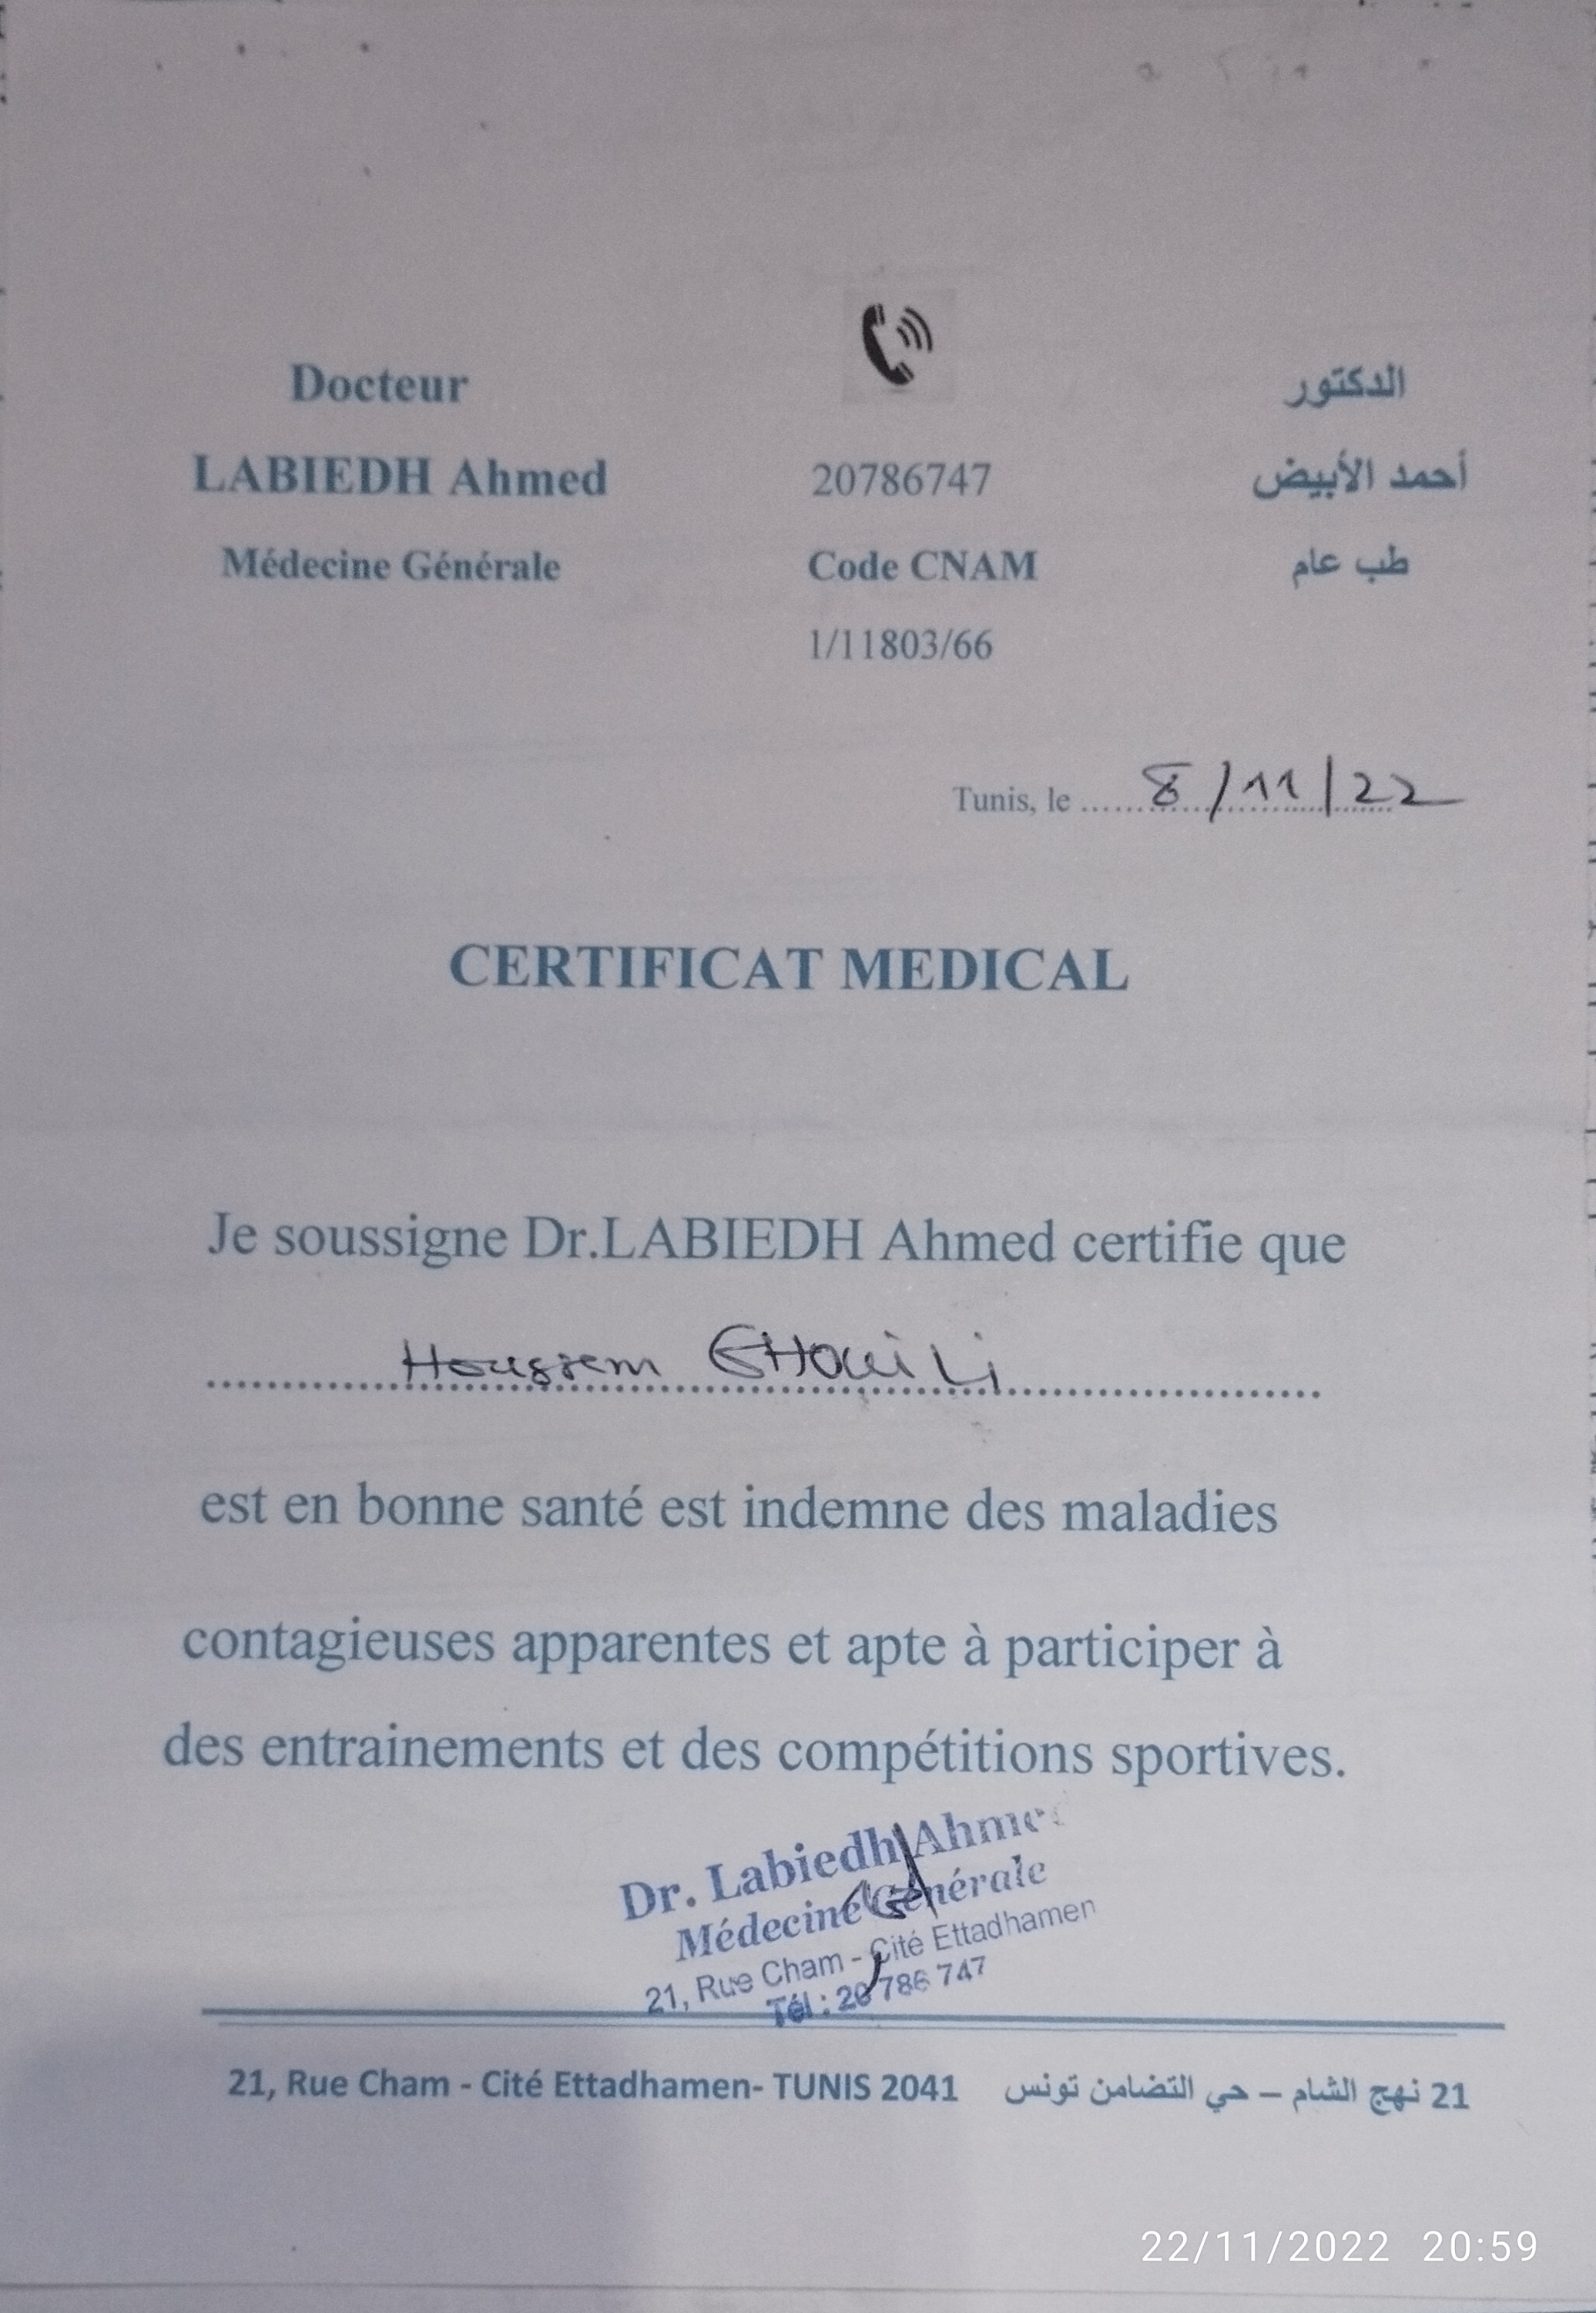 Docteur
الدكتور
LABIEDH Ahmed
20786747
أحمد الأبيض
Médecine Générale
Code CNAM
طب عام
1/11803/66
Tunis, le ...... 8/11/22
CERTIFICAT MEDICAL
Je soussigne Dr.LABIEDH Ahmed certifie que
Houssem GHouiLi
est en bonne santé est indemne des maladies
contagieuses apparentes et apte à participer à
des entrainements et des compétitions sportives.
Dr. Labiedh Ahmed
Médecine Générale
21, Rue Cham - Cité Ettadhamen
Tél : 20 786 747
21, Rue Cham - Cité Ettadhamen- TUNIS 2041
21 نهج الشام – حي التضامن تونس
22/11/2022 20:59